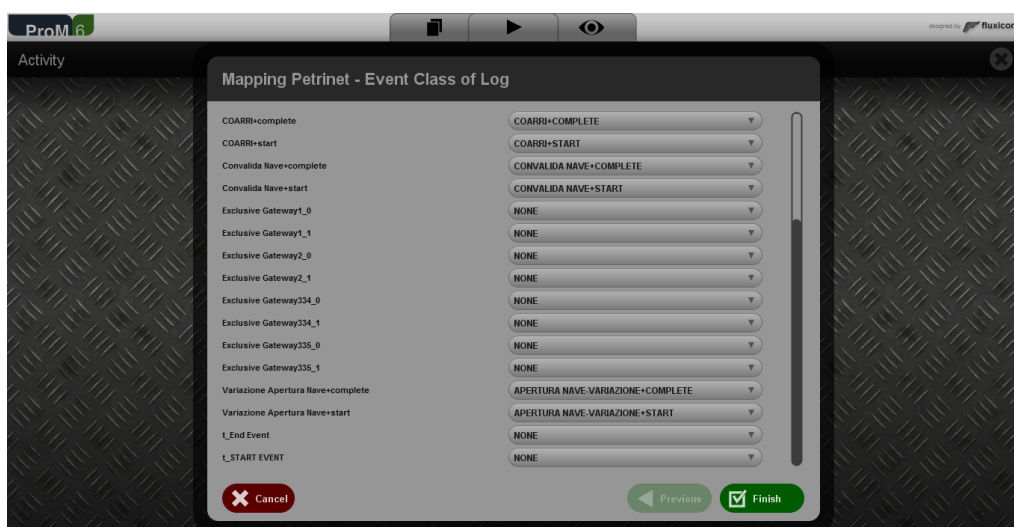 ProM 6
designed by fluxicon
Activity
Mapping Petrinet - Event Class of Log
COARRI+complete COARRI+COMPLETE
COARRI+start COARRI+START
Convalida Nave+complete CONVALIDA NAVE+COMPLETE
Convalida Nave+start CONVALIDA NAVE+START
Exclusive Gateway1_0 NONE
Exclusive Gateway1_1 NONE
Exclusive Gateway2_0 NONE
Exclusive Gateway2_1 NONE
Exclusive Gateway334_0 NONE
Exclusive Gateway334_1 NONE
Exclusive Gateway335_0 NONE
Exclusive Gateway335_1 NONE
Variazione Apertura Nave+complete APERTURA NAVE-VARIAZIONE+COMPLETE
Variazione Apertura Nave+start APERTURA NAVE-VARIAZIONE+START
t_End Event NONE
t_START EVENT NONE
Cancel Previous Finish